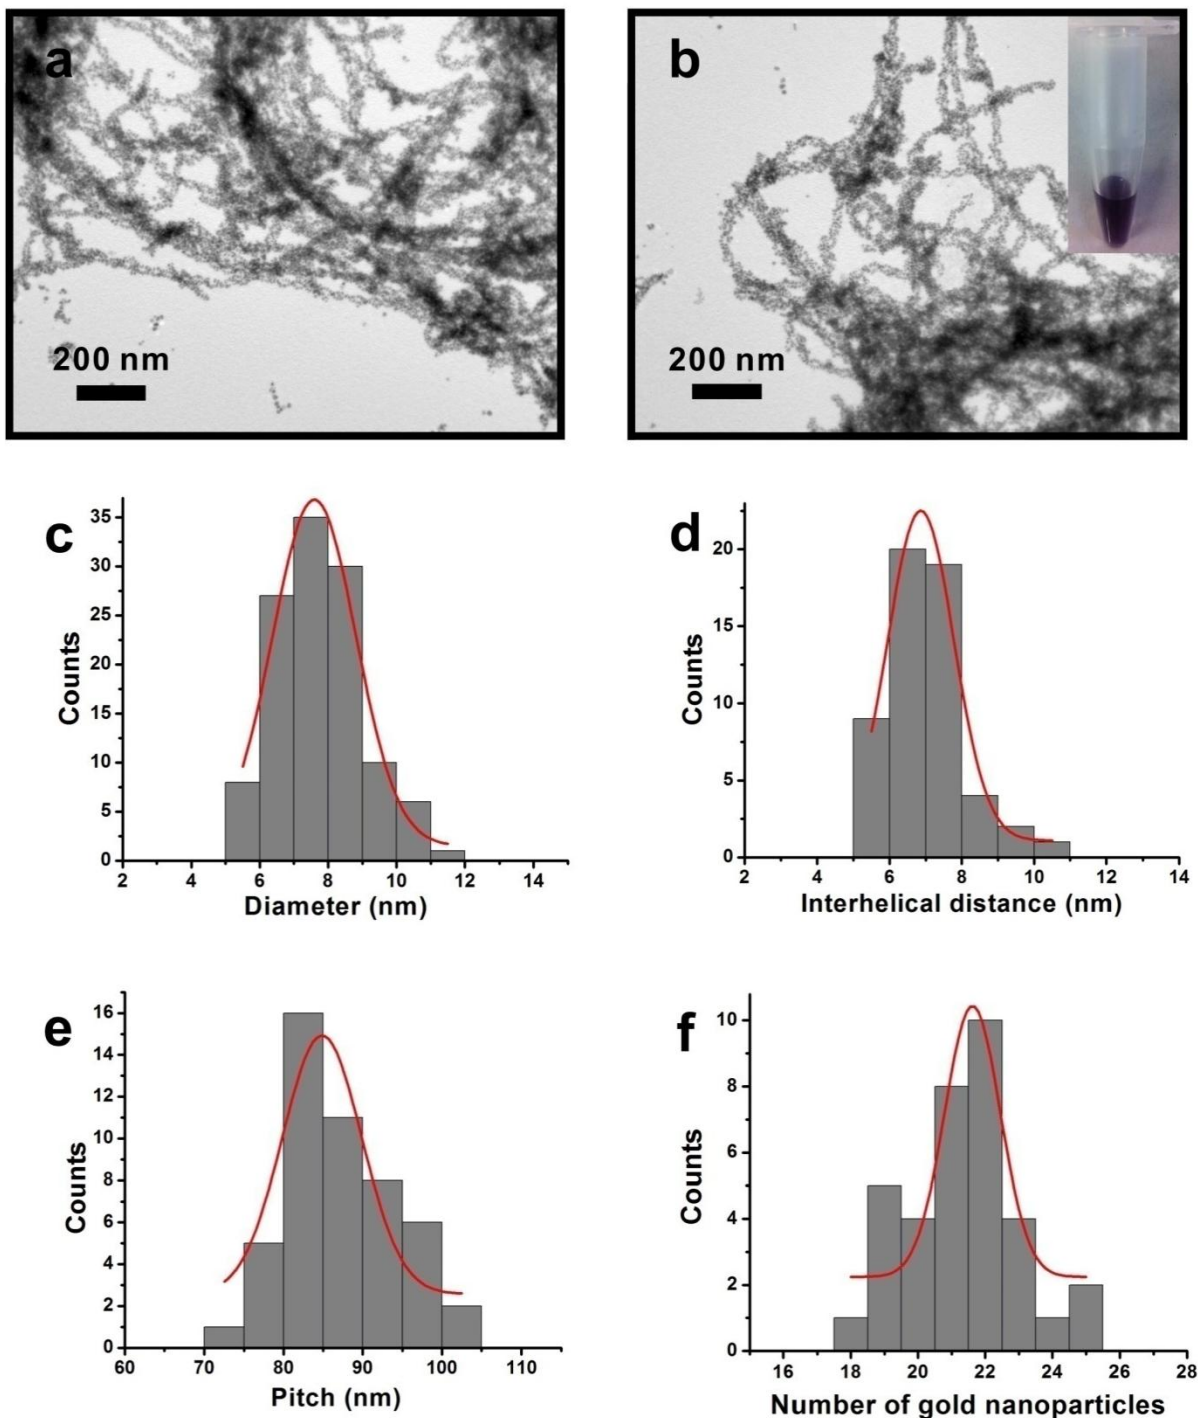 a
b
200 nm
200 nm
c
35
30
25
20
15
10
5
0
Counts
2 4 6 8 10 12 14
Diameter (nm)
d
20
15
10
5
0
Counts
2 4 6 8 10 12 14
Interhelical distance (nm)
e
16
14
12
10
8
6
4
2
0
Counts
60 70 80 90 100 110
Pitch (nm)
f
10
8
6
4
2
0
Counts
16 18 20 22 24 26 28
Number of gold nanoparticles